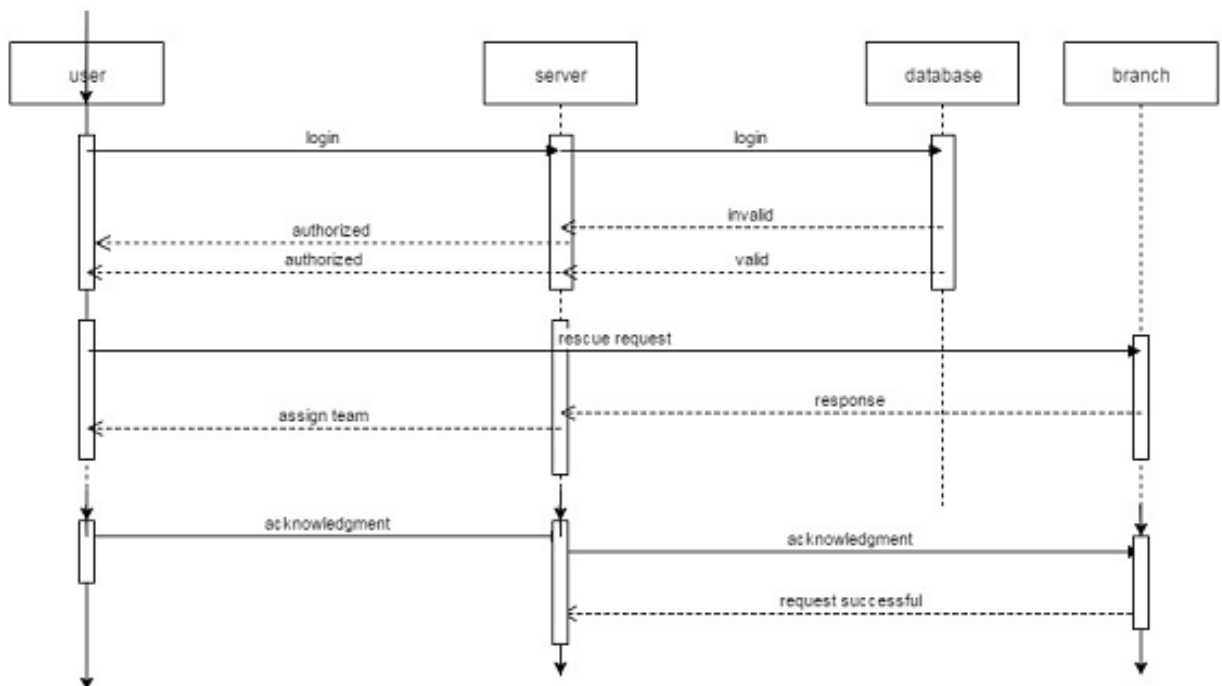 user
server
database
branch
login
login
invalid
authorized
authorized
valid
rescue request
response
assign team
acknowledgment
acknowledgment
request successful